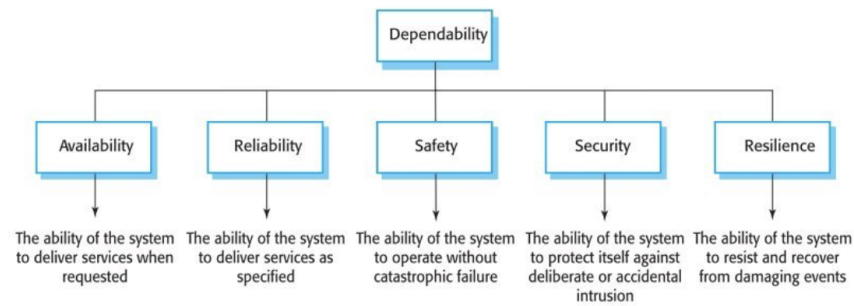 Dependability
Availability
Reliability
Safety
Security
Resilience
The ability of the system
to deliver services when
requested
The ability of the system
to deliver services as
specified
The ability of the system
to operate without
catastrophic failure
The ability of the system
to protect itself against
deliberate or accidental
intrusion
The ability of the system
to resist and recover
from damaging events